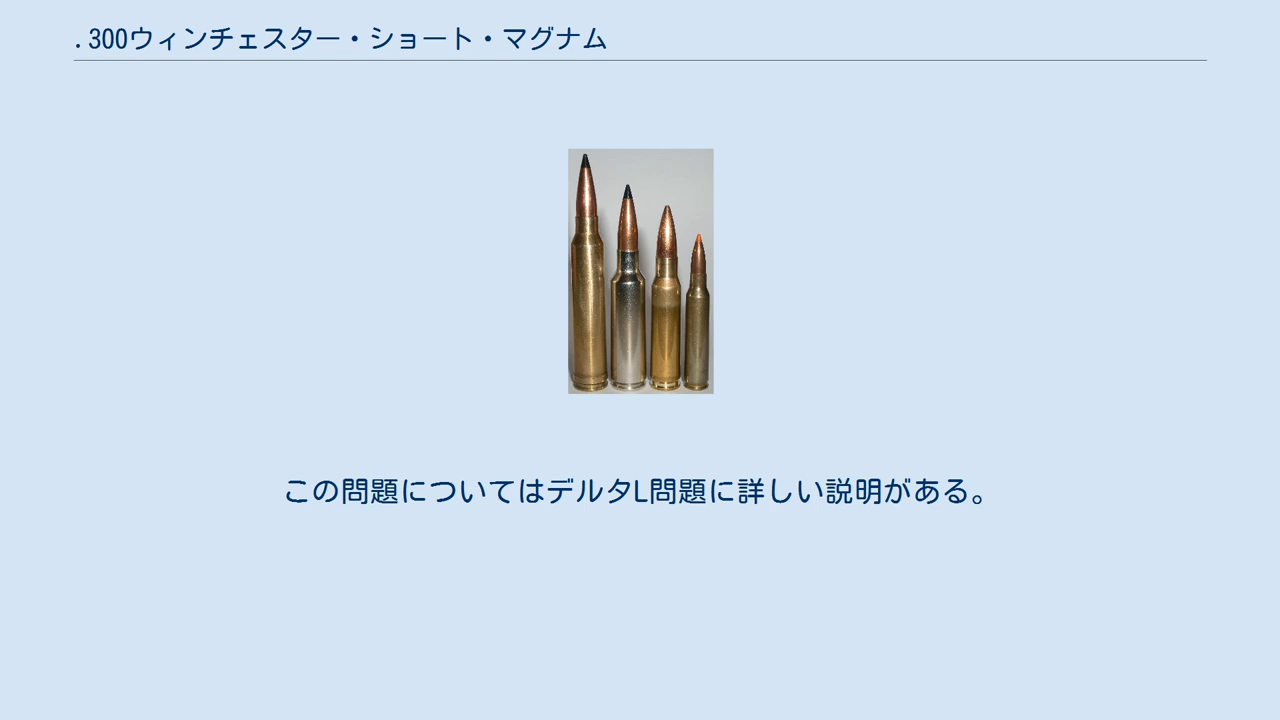 .300ウィンチェスター・ショート・マグナム
この問題についてはデルタL問題に詳しい説明がある。